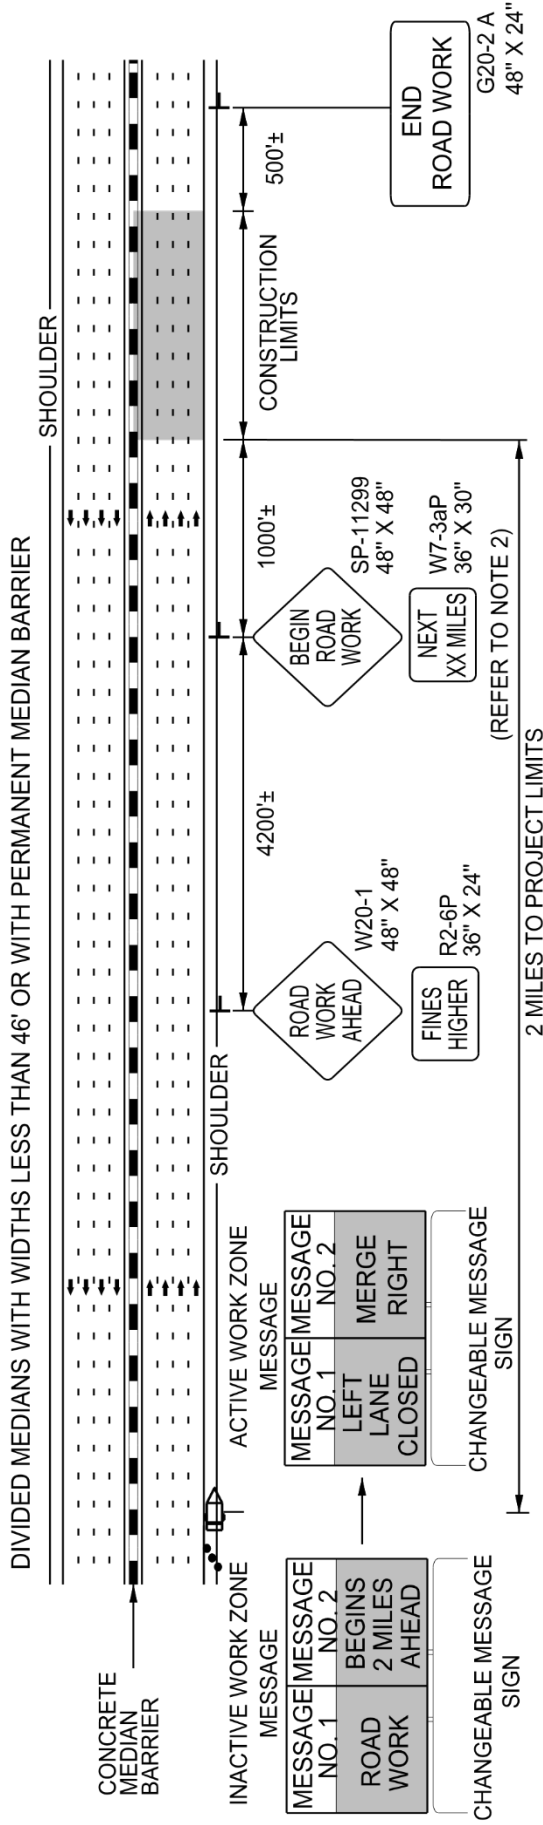 DIVIDED MEDIANS WITH WIDTHS LESS THAN 46' OR WITH PERMANENT MEDIAN BARRIER
SHOULDER
CONCRETE
MEDIAN
BARRIER
SHOULDER
4200'±
1000'±
CONSTRUCTION
LIMITS
500'±
INACTIVE WORK ZONE
MESSAGE
MESSAGE
NO. 1
MESSAGE
NO. 2
ROAD
WORK
BEGINS
2 MILES
AHEAD
CHANGEABLE MESSAGE
SIGN
ACTIVE WORK ZONE
MESSAGE
MESSAGE
NO. 1
MESSAGE
NO. 2
LEFT
LANE
CLOSED
MERGE
RIGHT
CHANGEABLE MESSAGE
SIGN
ROAD
WORK
AHEAD
W20-1
48" X 48"
FINES
HIGHER
R2-6P
36" X 24"
BEGIN
ROAD
WORK
SP-11299
48" X 48"
NEXT
XX MILES
W7-3aP
36" X 30"
(REFER TO NOTE 2)
2 MILES TO PROJECT LIMITS
END
ROAD WORK
G20-2 A
48" X 24"